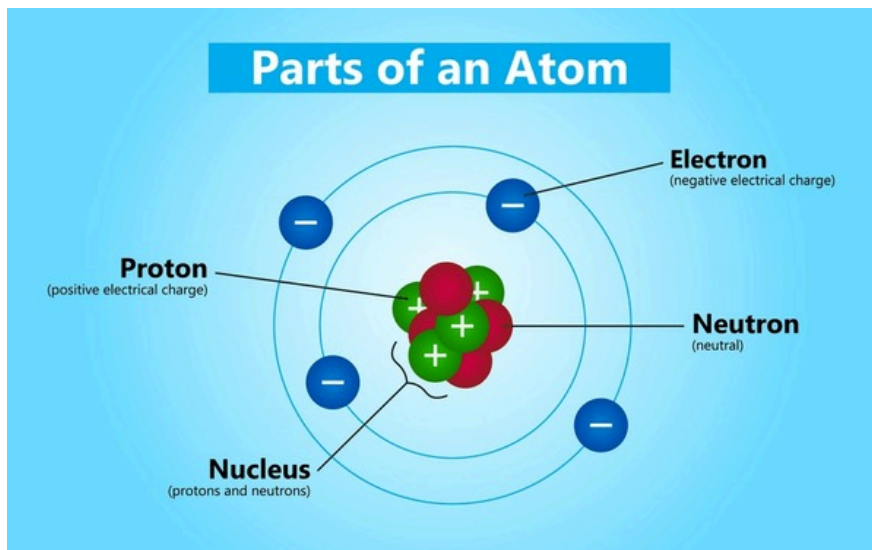 Parts of an Atom
Electron
(negative electrical charge)
−
−
Proton
(positive electrical charge)
+
+
+
+
Neutron
(neutral)
−
−
Nucleus
(protons and neutrons)